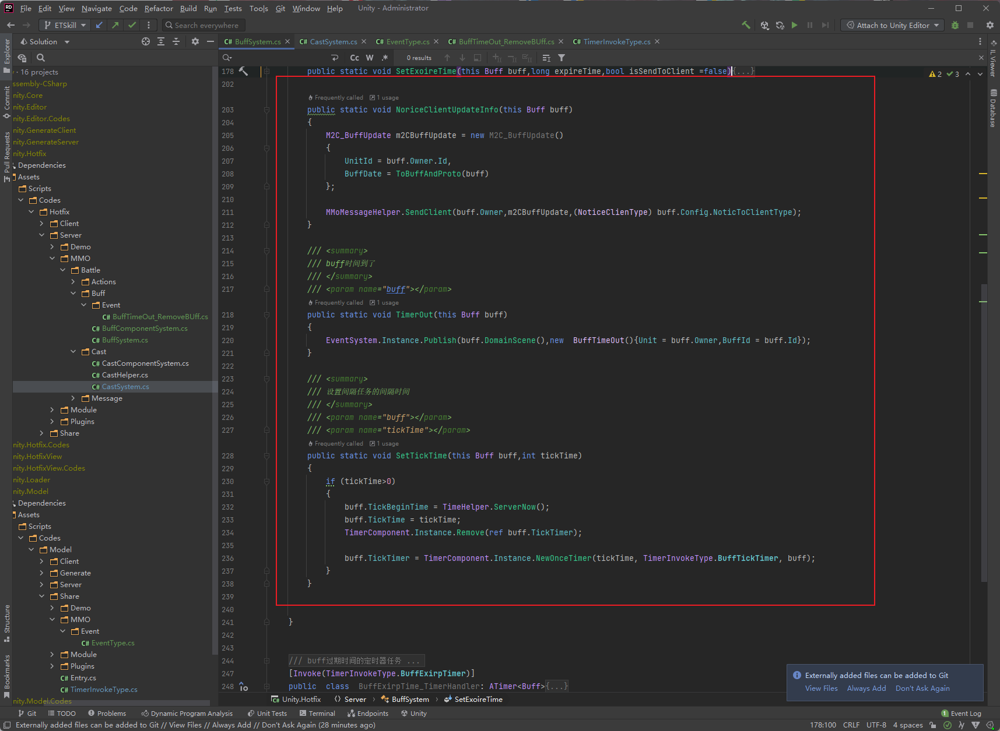 File Edit View Navigate Code Refactor Build Run Tests Tools Git Window Help Unity - Administrator
ETSkill Search everywhere Attach to Unity Editor
Solution BuffSystem.cs CastSystem.cs EventType.cs BuffTimeOut_RemoveBUff.cs TimerInvokeType.cs
Cc W .* 0 results
Explorer
Commit
Pull Requests
Structure
Bookmarks
IL Viewer
Database
16 projects
ssembly-CSharp
nity.Core
nity.Editor
nity.Editor.Codes
nity.GenerateClient
nity.GenerateServer
nity.Hotfix
Dependencies
Assets
Scripts
Codes
Hotfix
Client
Server
Demo
MMO
Battle
Actions
Buff
Event
C# BuffTimeOut_RemoveBUff.cs
C# BuffComponentSystem.cs
C# BuffSystem.cs
Cast
C# CastComponentSystem.cs
C# CastHelper.cs
C# CastSystem.cs
Message
Module
Plugins
Share
nity.Hotfix.Codes
nity.HotfixView
nity.HotfixView.Codes
nity.Loader
nity.Model
Dependencies
Assets
Scripts
Codes
Model
Client
Generate
Server
Share
Demo
MMO
Event
C# EventType.cs
Module
Plugins
C# Entry.cs
C# TimerInvokeType.cs
nity.Model.Codes
178 public static void SetExoireTime(this Buff buff,long expireTime,bool isSendToClient =false){...} 2 3
202
Frequently called 1 usage
203 public static void NoriceClientUpdateInfo(this Buff buff)
204 {
205 M2C_BuffUpdate m2CBuffUpdate = new M2C_BuffUpdate()
206 {
207 UnitId = buff.Owner.Id,
208 BuffDate = ToBuffAndProto(buff)
209 };
210
211 MMoMessageHelper.SendClient(buff.Owner,m2CBuffUpdate,(NoticeClienType) buff.Config.NoticToClientType);
212 }
213
214 /// <summary>
215 /// buff时间到了
216 /// </summary>
217 /// <param name="buff"></param>
Frequently called 1 usage
218 public static void TimerOut(this Buff buff)
219 {
220 EventSystem.Instance.Publish(buff.DomainScene(),new BuffTimeOut(){Unit = buff.Owner,BuffId = buff.Id});
221 }
222
223 /// <summary>
224 /// 设置间隔任务的间隔时间
225 /// </summary>
226 /// <param name="buff"></param>
227 /// <param name="tickTime"></param>
Frequently called 1 usage
228 public static void SetTickTime(this Buff buff,int tickTime)
229 {
230 if (tickTime>0)
231 {
232 buff.TickBeginTime = TimeHelper.ServerNow();
233 buff.TickTime = tickTime;
234 TimerComponent.Instance.Remove(ref buff.TickTimer);
235
236 buff.TickTimer = TimerComponent.Instance.NewOnceTimer(tickTime, TimerInvokeType.BuffTickTimer, buff);
237 }
238 }
239
240
241 }
242
243
244 /// buff过期时间的定时器任务 ...
247 [Invoke(TimerInvokeType.BuffExirpTimer)]
248 public class BuffExirpTime_TimerHandler: ATimer<Buff>{...}
Externally added files can be added to Git
View Files Always Add Don't Ask Again
Unity.Hotfix Server BuffSystem SetExoireTime
Git TODO Problems Dynamic Program Analysis Unit Tests Terminal Endpoints Unity 1 Event Log
Externally added files can be added to Git // View Files // Always Add // Don't Ask Again (28 minutes ago) 178:100 CRLF UTF-8 4 spaces